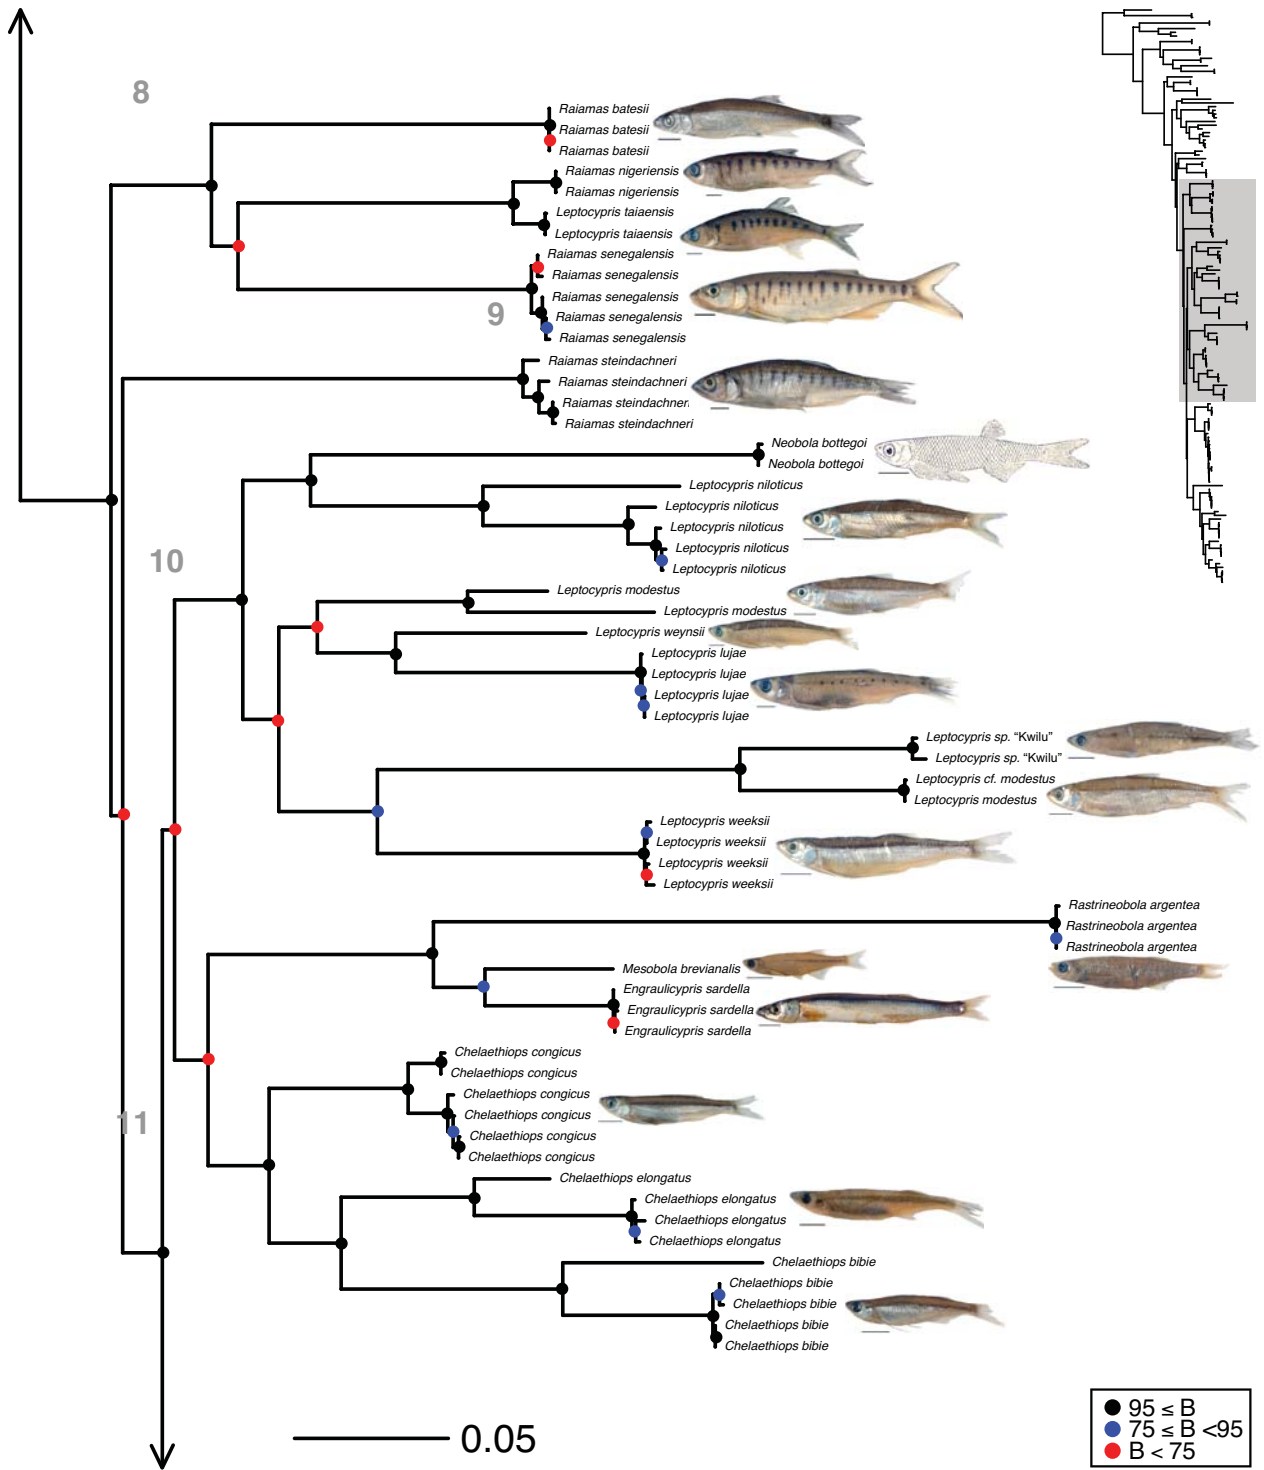 8
Raiamas batesii
Raiamas batesii
Raiamas batesii
Raiamas nigeriensis
Raiamas nigeriensis
Leptocypris taiaensis
Leptocypris taiaensis
Raiamas senegalensis
Raiamas senegalensis
Raiamas senegalensis
9
Raiamas senegalensis
Raiamas senegalensis
Raiamas steindachneri
Raiamas steindachneri
Raiamas steindachneri
Raiamas steindachneri
Neobola bottegoi
Neobola bottegoi
Leptocypris niloticus
Leptocypris niloticus
Leptocypris niloticus
Leptocypris niloticus
10
Leptocypris niloticus
Leptocypris modestus
Leptocypris modestus
Leptocypris weynsii
Leptocypris lujae
Leptocypris lujae
Leptocypris lujae
Leptocypris lujae
Leptocypris sp. “Kwilu”
Leptocypris sp. “Kwilu”
Leptocypris cf. modestus
Leptocypris modestus
Leptocypris weeksii
Leptocypris weeksii
Leptocypris weeksii
Leptocypris weeksii
Rastrineobola argentea
Rastrineobola argentea
Rastrineobola argentea
Mesobola brevianalis
Engraulicypris sardella
Engraulicypris sardella
Engraulicypris sardella
Chelaethiops congicus
Chelaethiops congicus
Chelaethiops congicus
Chelaethiops congicus
11
Chelaethiops congicus
Chelaethiops congicus
Chelaethiops elongatus
Chelaethiops elongatus
Chelaethiops elongatus
Chelaethiops elongatus
Chelaethiops bibie
Chelaethiops bibie
Chelaethiops bibie
Chelaethiops bibie
Chelaethiops bibie
0.05
95 ≤ B
75 ≤ B <95
B < 75